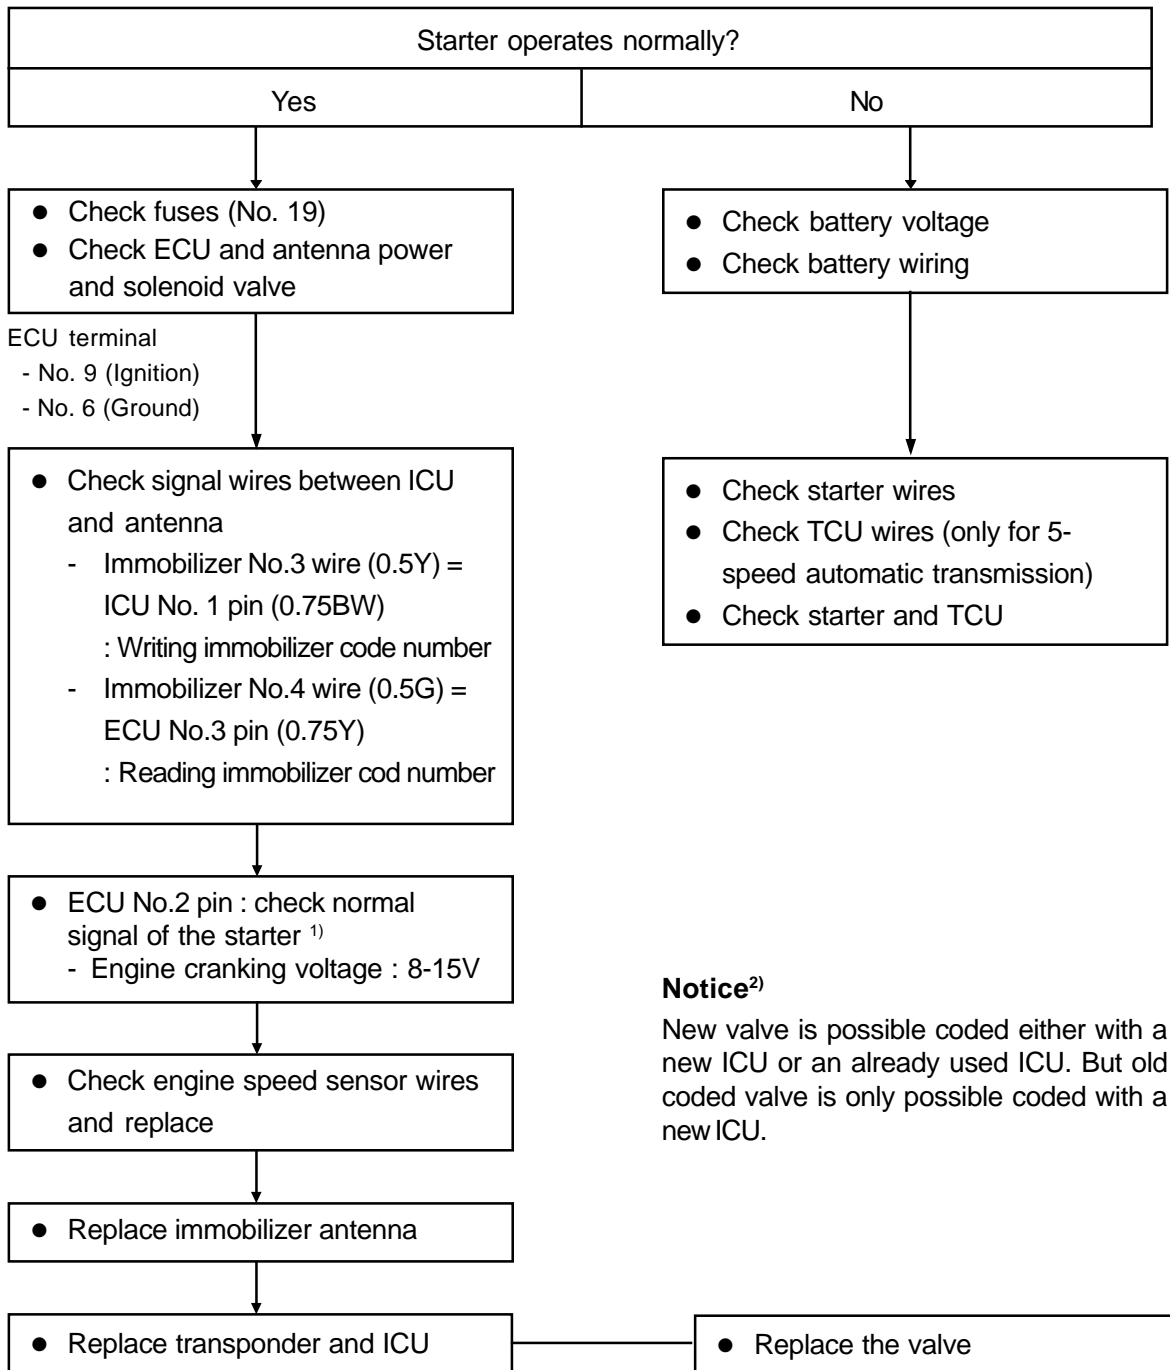 Starter operates normally?
Yes
No
● Check fuses (No. 19)
● Check ECU and antenna power
and solenoid valve
ECU terminal
- No. 9 (Ignition)
- No. 6 (Ground)
● Check signal wires between ICU
and antenna
- Immobilizer No.3 wire (0.5Y) =
ICU No. 1 pin (0.75BW)
: Writing immobilizer code number
- Immobilizer No.4 wire (0.5G) =
ECU No.3 pin (0.75Y)
: Reading immobilizer cod number
● ECU No.2 pin : check normal
signal of the starter 1)
- Engine cranking voltage : 8-15V
● Check engine speed sensor wires
and replace
● Replace immobilizer antenna
● Replace transponder and ICU
● Check battery voltage
● Check battery wiring
● Check starter wires
● Check TCU wires (only for 5-
speed automatic transmission)
● Check starter and TCU
Notice2)
New valve is possible coded either with a
new ICU or an already used ICU. But old
coded valve is only possible coded with a
new ICU.
● Replace the valve